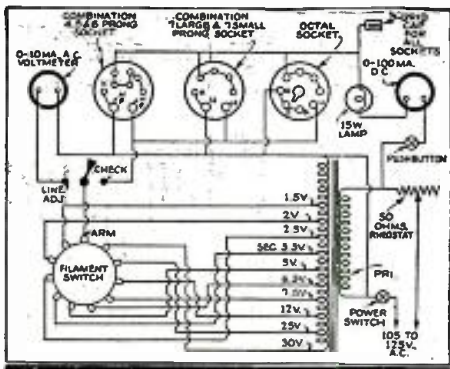 COMBINATION
PRONG
SOCKET
0-10 MA. A.C.
VOLTMETER
COMBINATION
7 LARGE & 7 SMALL
PRONG SOCKET
OCTAL
SOCKET
FOR
ALL
SOCKETS
0-100 MA.
D.C.
15W
LAMP
PUSHBUTTON
CHECK
LINE
ADJ.
ARM
FILAMENT
SWITCH
1.5V.
2V.
2.5V.
SEC 3.3V.
5V.
6.3V.
7.5V.
12V.
25V.
30V.
50
OHMS,
RHEOSTAT
PRI.
POWER
SWITCH
105 TO
125V.
A.C.